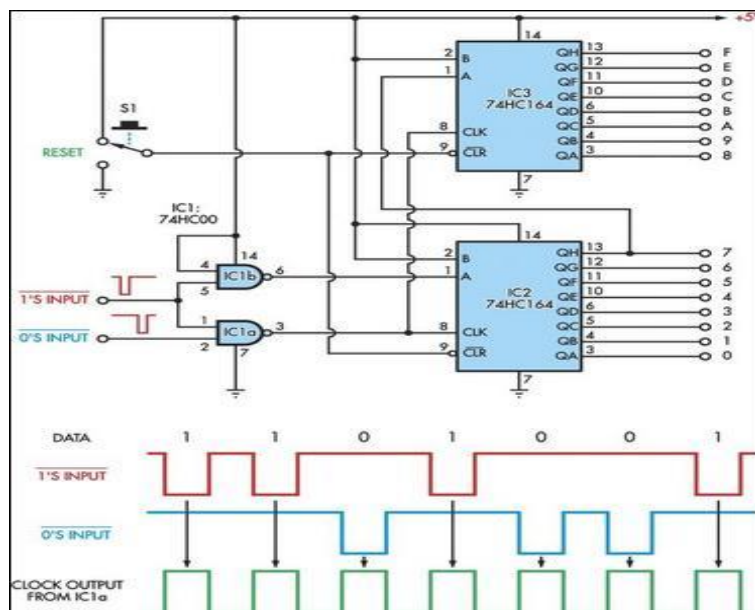 +5V
14
2 B
1 A
IC3
74HC164
8 CLK
9 CLR
7
QH 13 F
QG 12 E
QF 11 D
QE 10 C
QD 6 B
QC 5 A
QB 4 9
QA 3 8
S1
RESET
IC1:
74HC00
14
4
5
IC1b
6
1'S INPUT
0'S INPUT
1
2
IC1a
3
7
14
2 B
1 A
IC2
74HC164
8 CLK
9 CLR
7
QH 13 7
QG 12 6
QF 11 5
QE 10 4
QD 6 3
QC 5 2
QB 4 1
QA 3 0
DATA 1 1 0 1 0 0 1
1'S INPUT
0'S INPUT
CLOCK OUTPUT
FROM IC1a